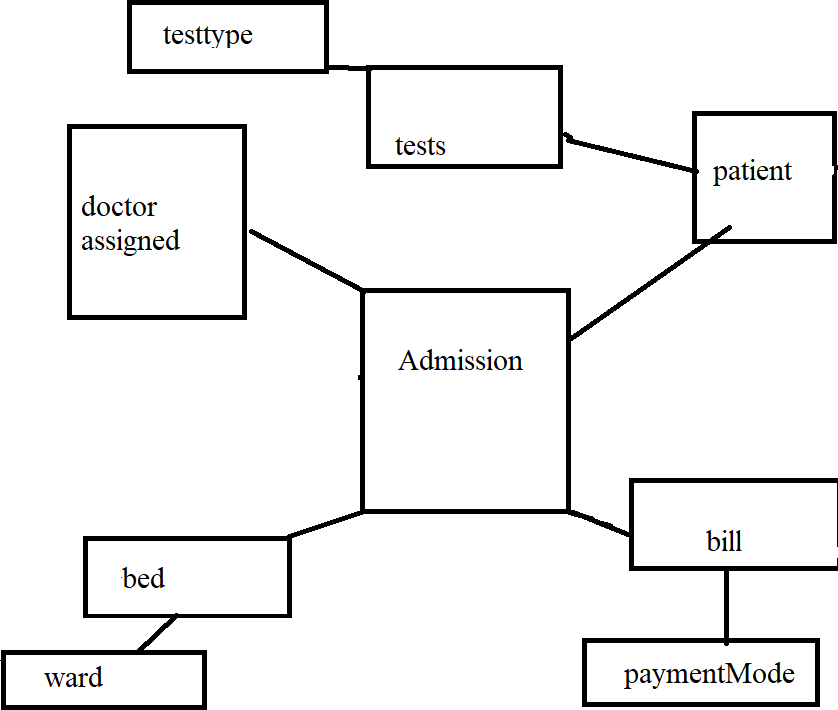 testtype
tests
patient
doctor
assigned
Admission
bill
bed
ward
paymentMode